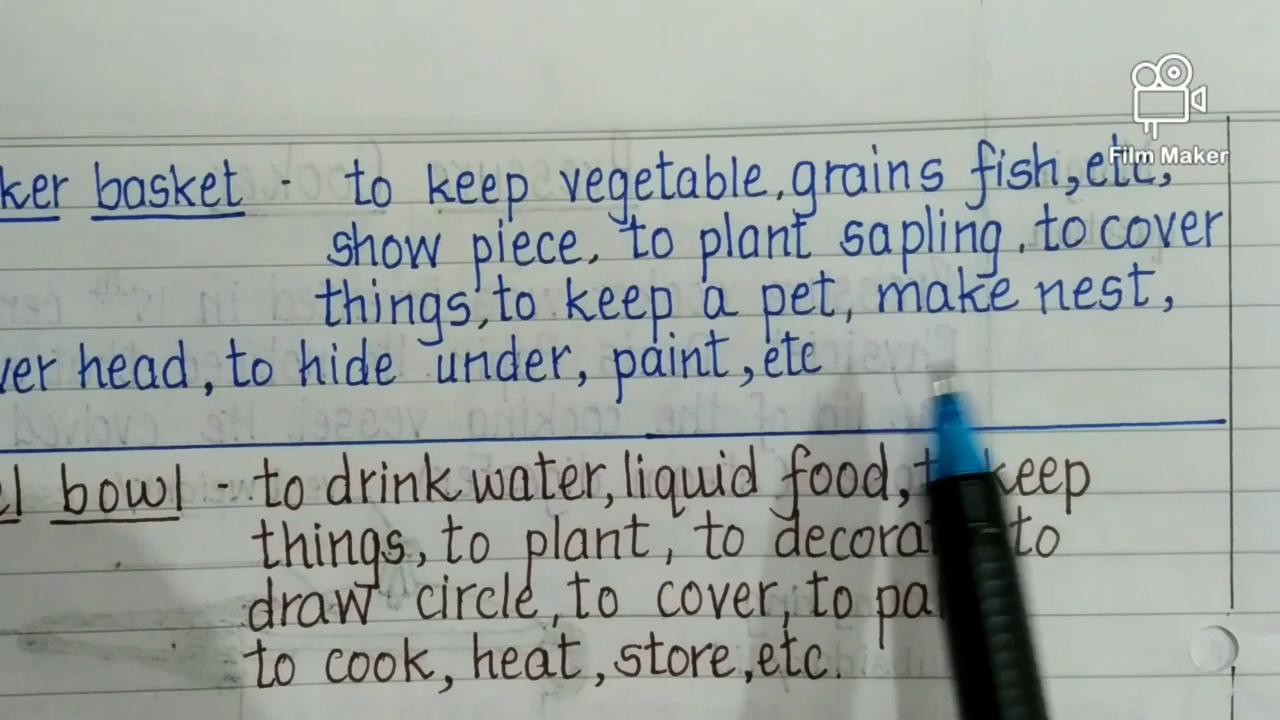 Film Maker
ker basket - to keep vegetable, grains fish, etc,
show piece, to plant sapling, to cover
things, to keep a pet, make nest,
ver head, to hide under, paint, etc
l bowl - to drink water, liquid food, keep
things, to plant, to decora to
draw circle, to cover, to pa
to cook, heat, store, etc.